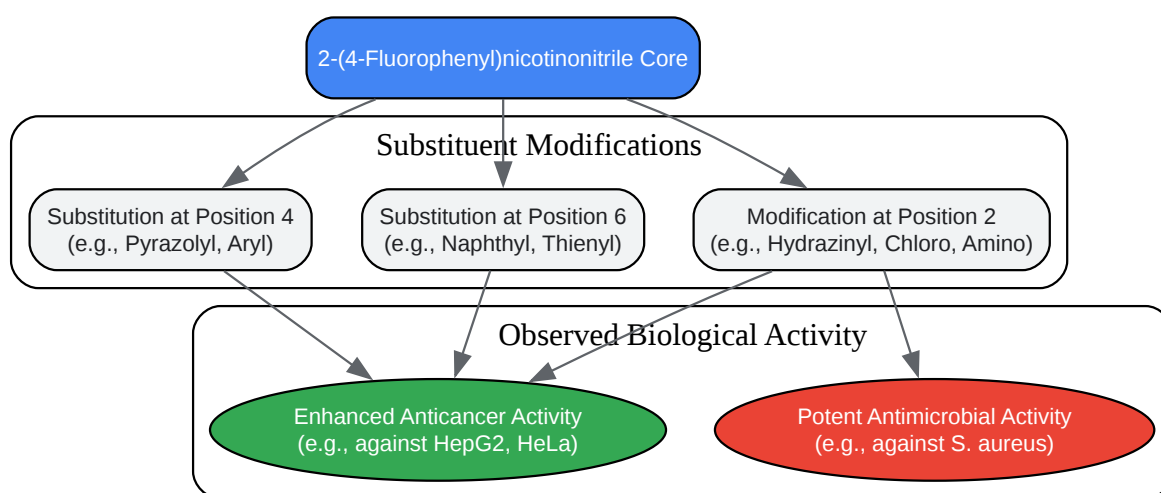 2-(4-Fluorophenyl)nicotinonitrile Core
Substituent Modifications
Substitution at Position 4
(e.g., Pyrazolyl, Aryl)
Substitution at Position 6
(e.g., Naphthyl, Thienyl)
Modification at Position 2
(e.g., Hydrazinyl, Chloro, Amino)
Observed Biological Activity
Enhanced Anticancer Activity
(e.g., against HepG2, HeLa)
Potent Antimicrobial Activity
(e.g., against S. aureus)